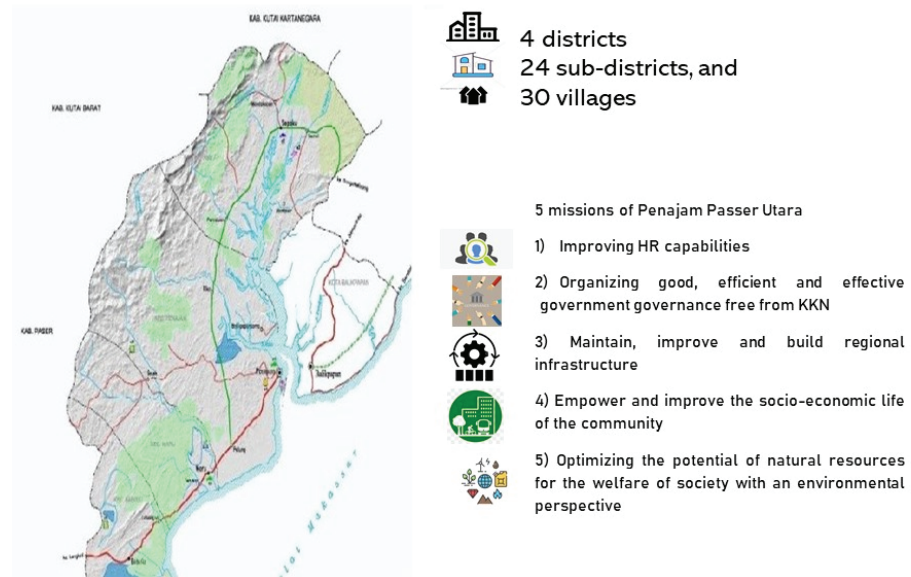 KAB. KUTAI KARTANEGARA
KAB. KUTAI BARAT
Sepaku
KOTA BALIKPAPAN
KAB. PASER
Balikpapan
Penajam
Petung
Babulu
4 districts
24 sub-districts, and
30 villages
5 missions of Penajam Passer Utara
1) Improving HR capabilities
2) Organizing good, efficient and effective
government governance free from KKN
3) Maintain, improve and build regional
infrastructure
4) Empower and improve the socio-economic life
of the community
5) Optimizing the potential of natural resources
for the welfare of society with an environmental
perspective